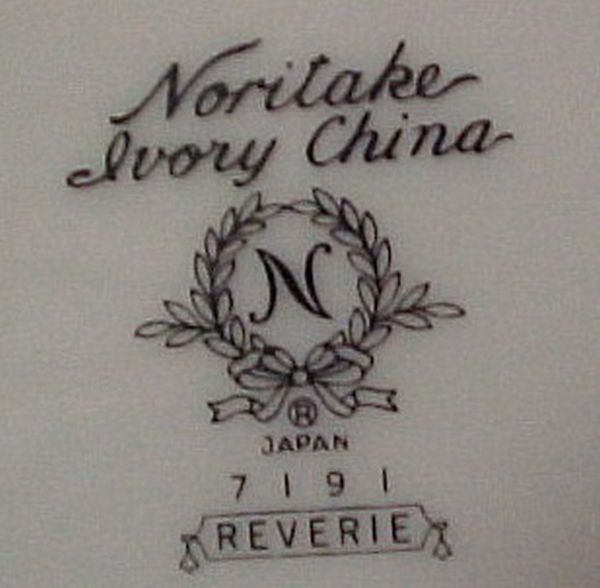 Noritake
Ivory China
N
®
JAPAN
7191
REVERIE